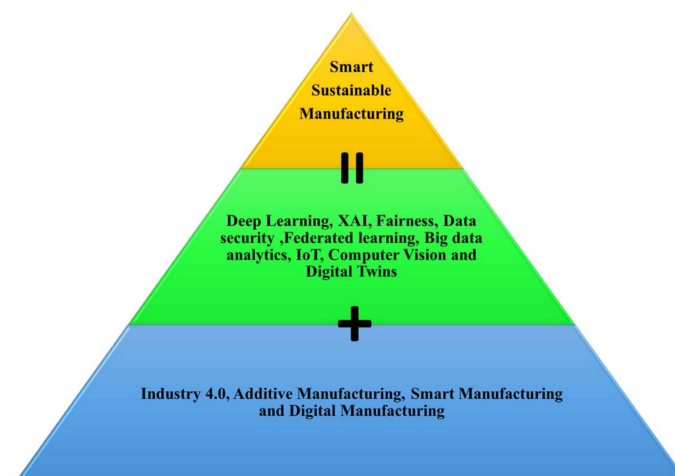 Smart
Sustainable
Manufacturing
=
Deep Learning, XAI, Fairness, Data
security ,Federated learning, Big data
analytics, IoT, Computer Vision and
Digital Twins
+
Industry 4.0, Additive Manufacturing, Smart Manufacturing
and Digital Manufacturing